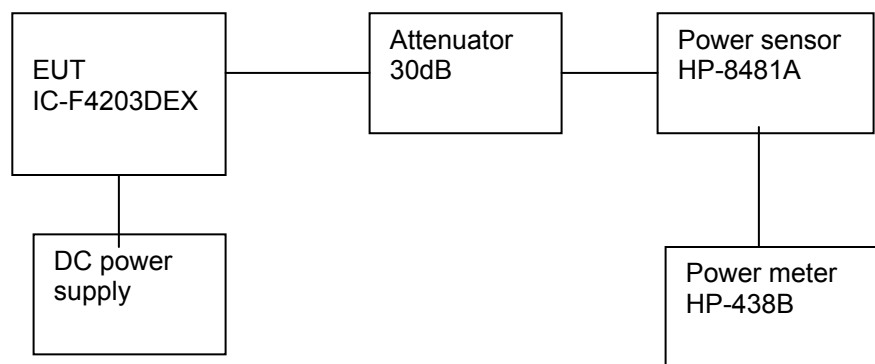 EUT
IC-F4203DEX
Attenuator
30dB
Power sensor
HP-8481A
DC power
supply
Power meter
HP-438B